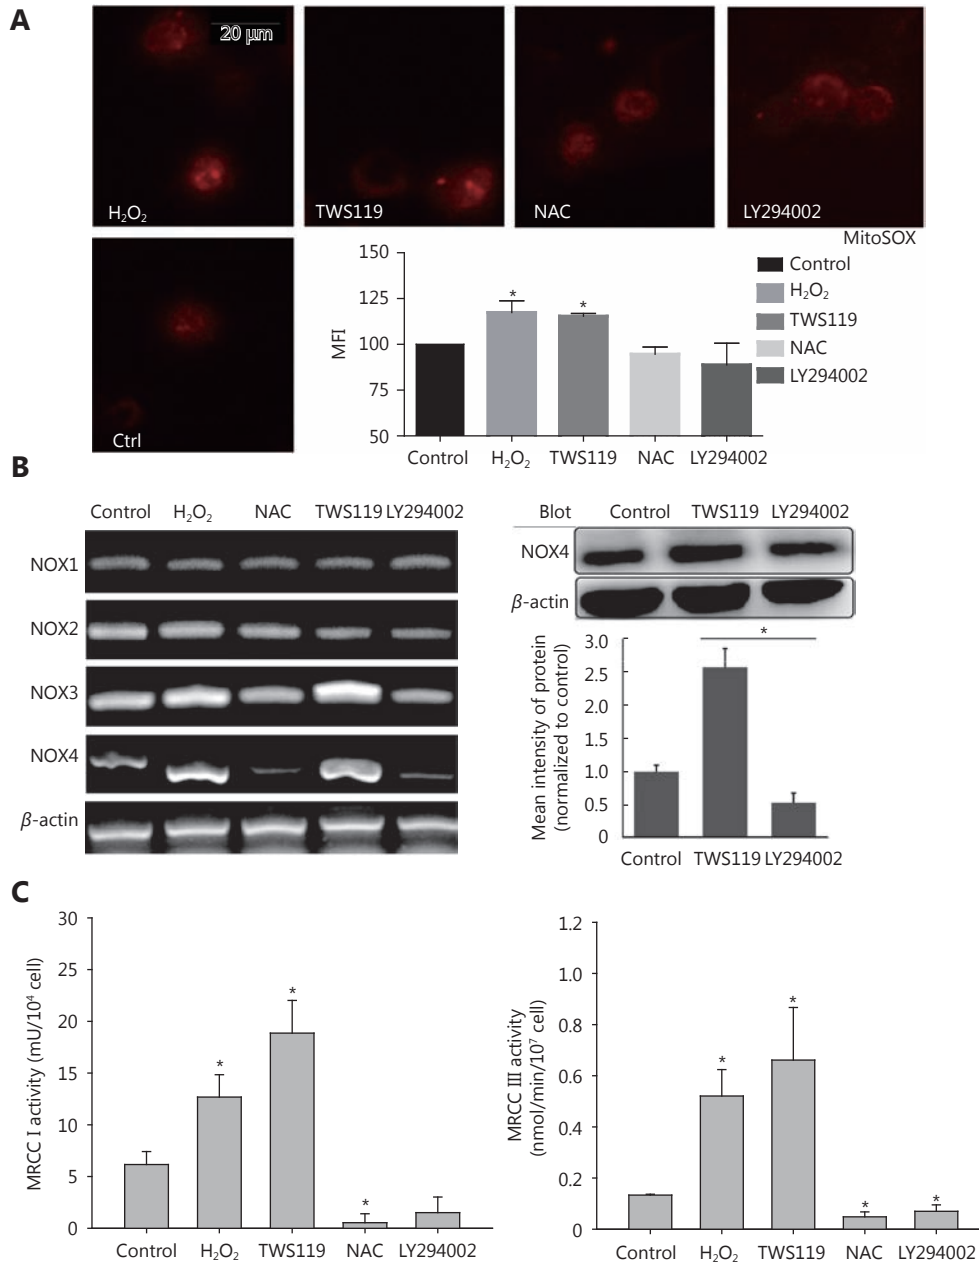 A
20 μm
H₂O₂
TWS119
NAC
LY294002
MitoSOX
Ctrl
150
125
100
75
50
MFI
*
*
Control
H₂O₂
TWS119
NAC
LY294002
Control
H₂O₂
TWS119
NAC
LY294002
B
Control H₂O₂ NAC TWS119 LY294002
NOX1
NOX2
NOX3
NOX4
β-actin
Blot Control TWS119 LY294002
NOX4
β-actin
Mean intensity of protein
(normalized to control)
3.0
2.5
2.0
1.5
1.0
0.5
0
*
Control TWS119 LY294002
C
MRCC I activity (mU/10⁴ cell)
30
25
20
15
10
5
0
*
*
*
Control H₂O₂ TWS119 NAC LY294002
MRCC III activity
(nmol/min/10⁷ cell)
1.2
1.0
0.8
0.6
0.4
0.2
0
*
*
*
*
Control H₂O₂ TWS119 NAC LY294002